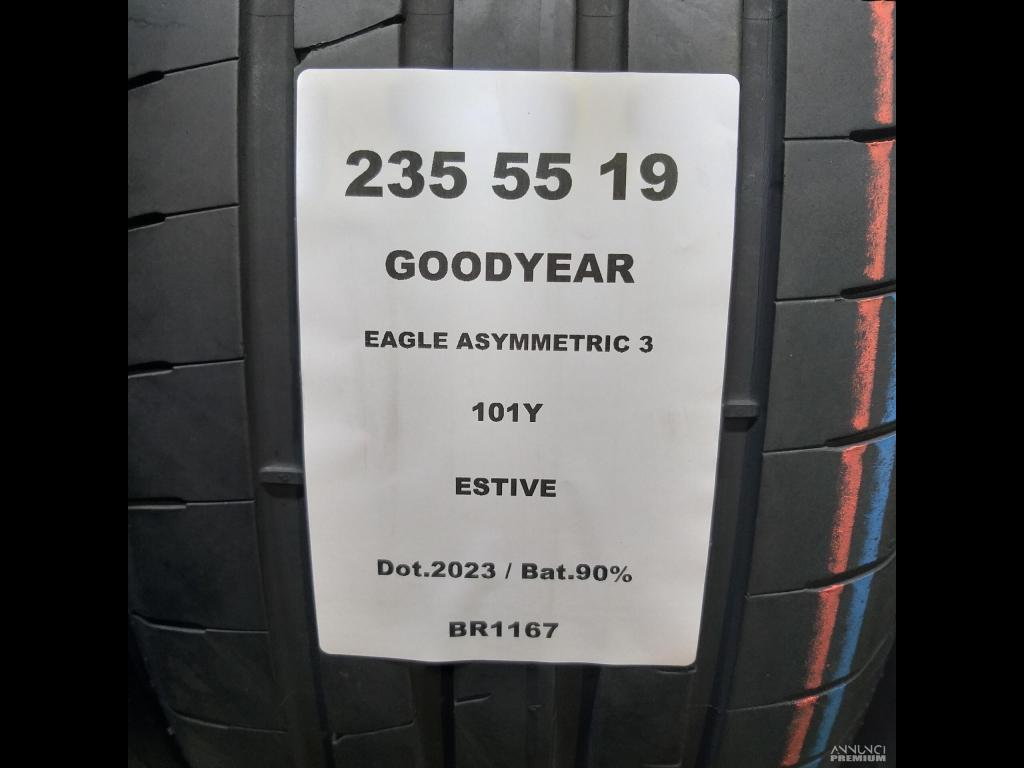 235 55 19
GOODYEAR
EAGLE ASYMMETRIC 3
101Y
ESTIVE
Dot.2023 / Bat.90%
BR1167
ANNUNCI
PREMIUM